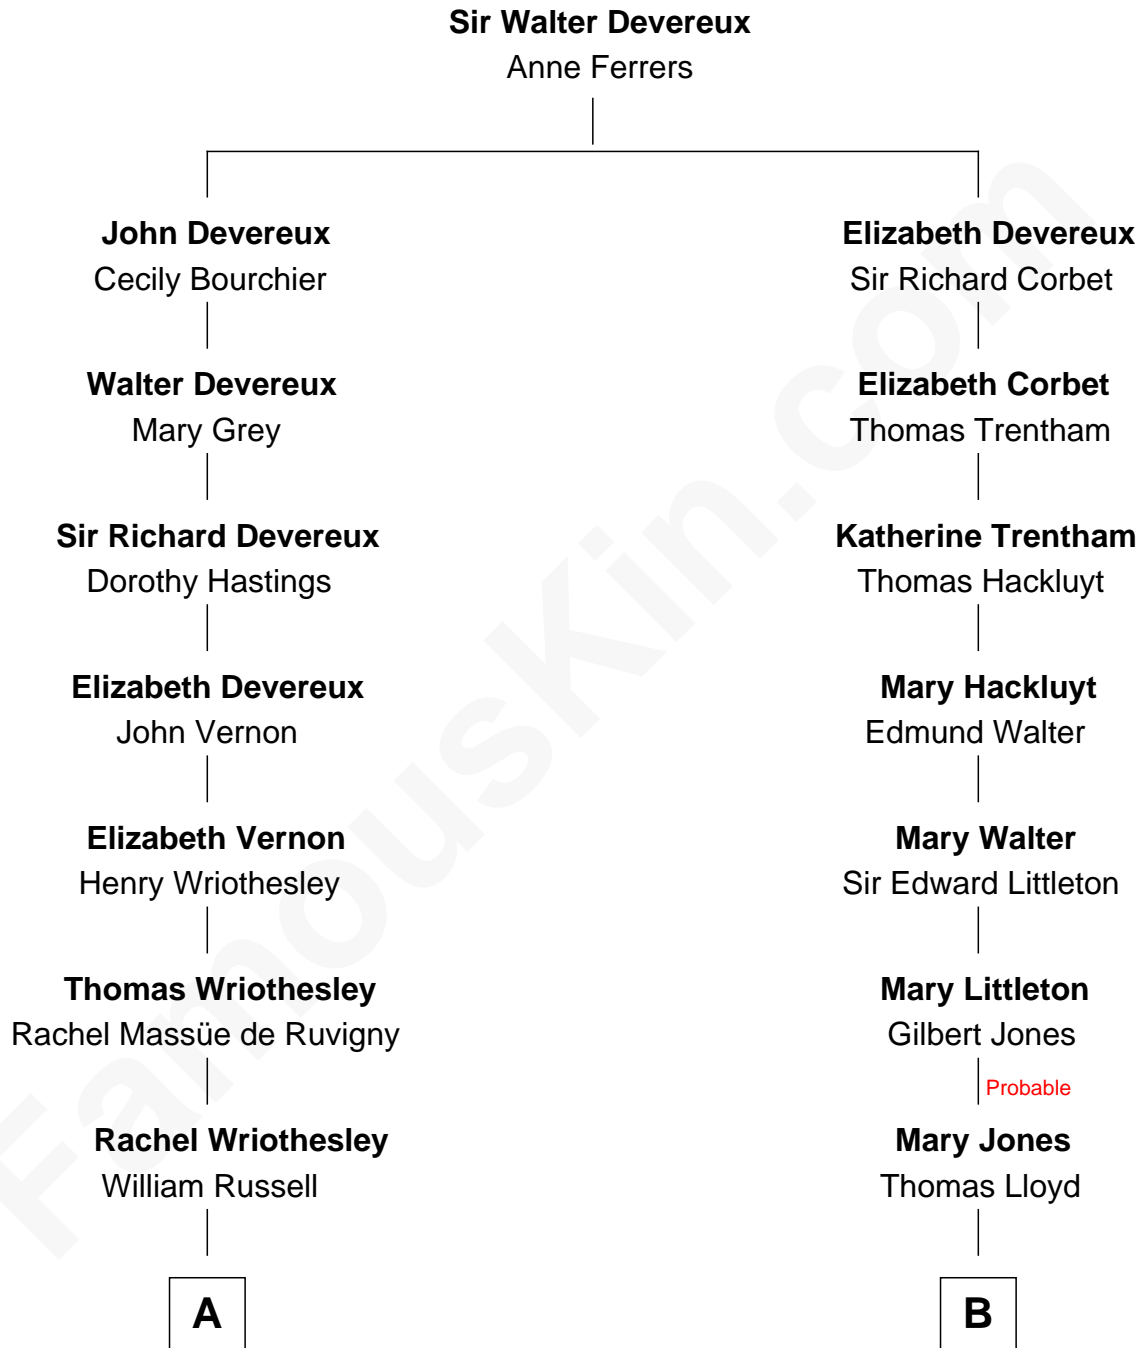 Sir Walter Devereux
Anne Ferrers
John Devereux
Cecily Bourchier
Walter Devereux
Mary Grey
Sir Richard Devereux
Dorothy Hastings
Elizabeth Devereux
John Vernon
Elizabeth Vernon
Henry Wriothesley
Thomas Wriothesley
Rachel Massüe de Ruvigny
Rachel Wriothesley
William Russell
A
Elizabeth Devereux
Sir Richard Corbet
Elizabeth Corbet
Thomas Trentham
Katherine Trentham
Thomas Hackluyt
Mary Hackluyt
Edmund Walter
Mary Walter
Sir Edward Littleton
Mary Littleton
Gilbert Jones
Probable
Mary Jones
Thomas Lloyd
B
FamousKin.com